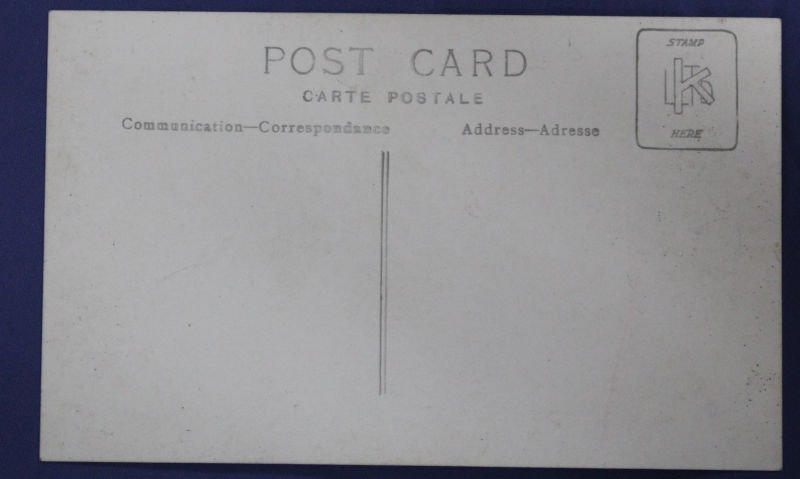 POST CARD
CARTE POSTALE
Communication—Correspondance
Address—Adresse
STAMP
HERE